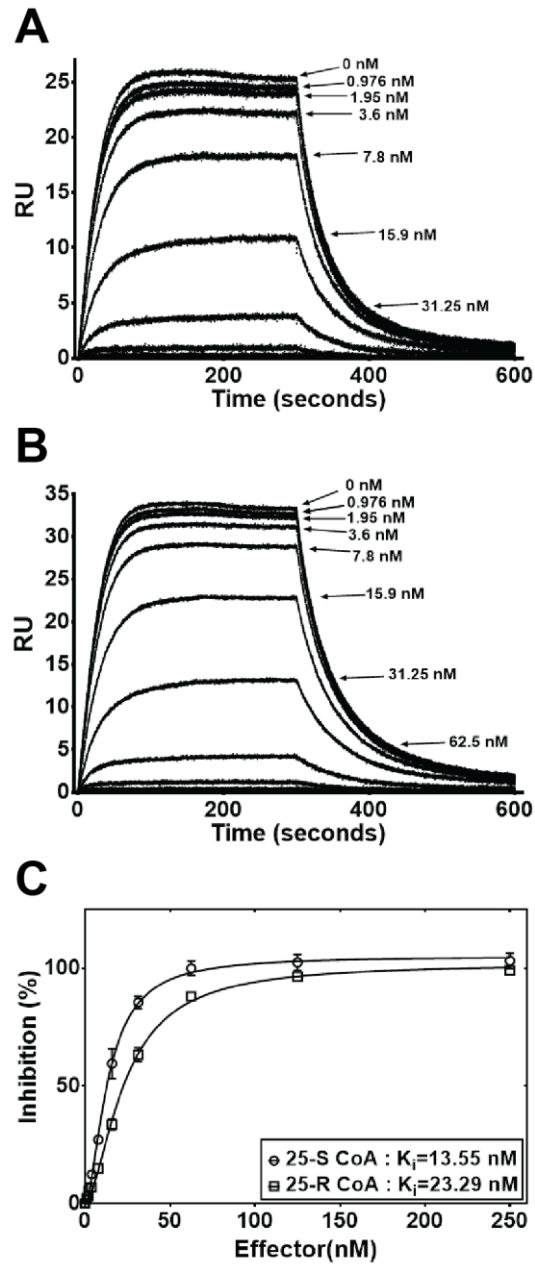 A
0 nM
0.976 nM
1.95 nM
3.6 nM
7.8 nM
15.9 nM
31.25 nM
RU
25
20
15
10
5
0
0 200 400 600
Time (seconds)
B
0 nM
0.976 nM
1.95 nM
3.6 nM
7.8 nM
15.9 nM
31.25 nM
62.5 nM
RU
35
30
25
20
15
10
5
0
0 200 400 600
Time (seconds)
C
Inhibition (%)
100
50
0
25-S CoA : Ki=13.55 nM
25-R CoA : Ki=23.29 nM
0 50 100 150 200 250
Effector(nM)